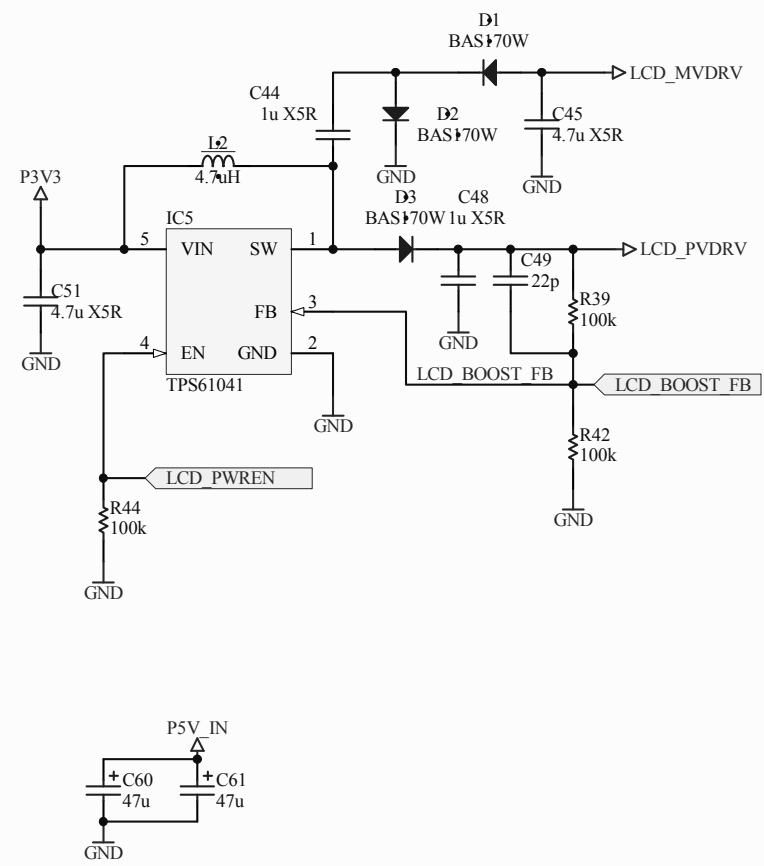 D1
BAS170W
LCD_MVDRV
C44
1u X5R
D2
BAS170W
C45
4.7u X5R
L2
4.7uH
GND
GND
P3V3
D3
BAS170W
C48
1u X5R
IC5
5
VIN
SW
1
LCD_PVDRV
C49
22p
C51
4.7u X5R
R39
100k
FB
3
GND
GND
4
EN
GND
2
LCD_BOOST_FB
LCD_BOOST_FB
TPS61041
GND
R42
100k
LCD_PWREN
R44
100k
GND
GND
P5V_IN
+
C60
47u
+
C61
47u
GND